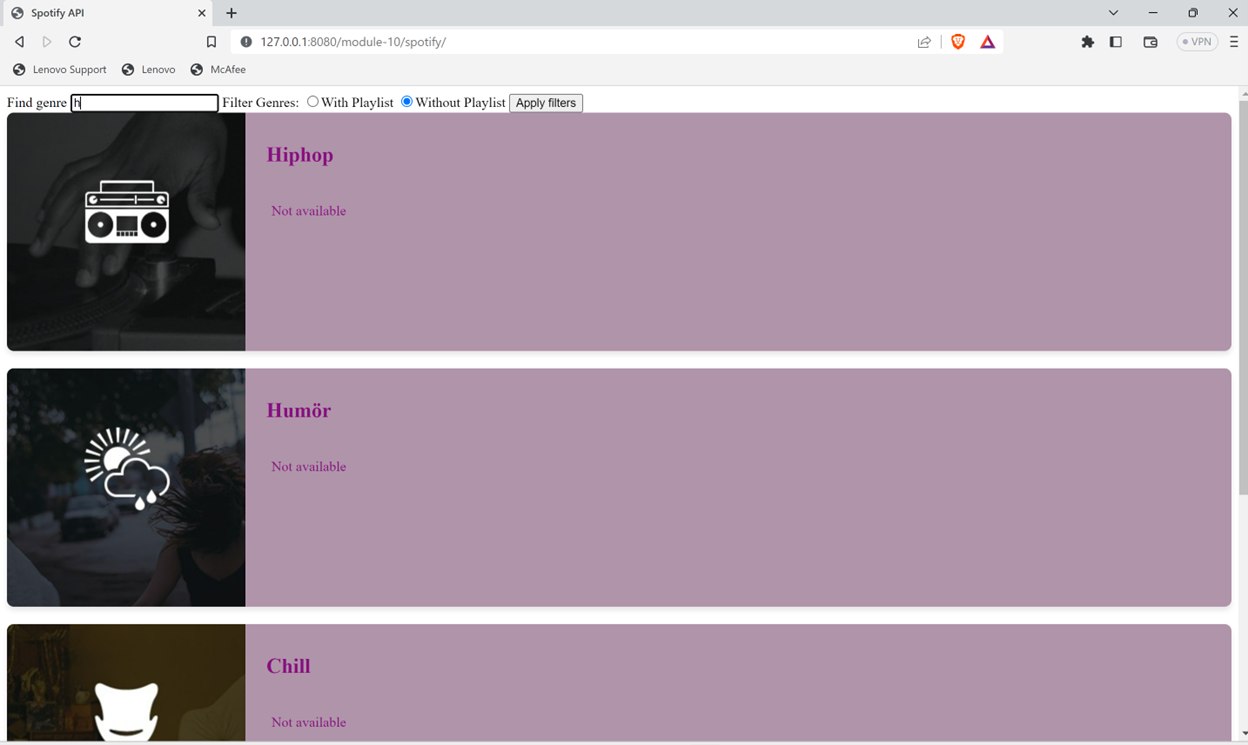 Spotify API
127.0.0.1:8080/module-10/spotify/
VPN
Lenovo Support Lenovo McAfee
Find genre h Filter Genres: With Playlist Without Playlist Apply filters
Hiphop
Not available
Humör
Not available
Chill
Not available